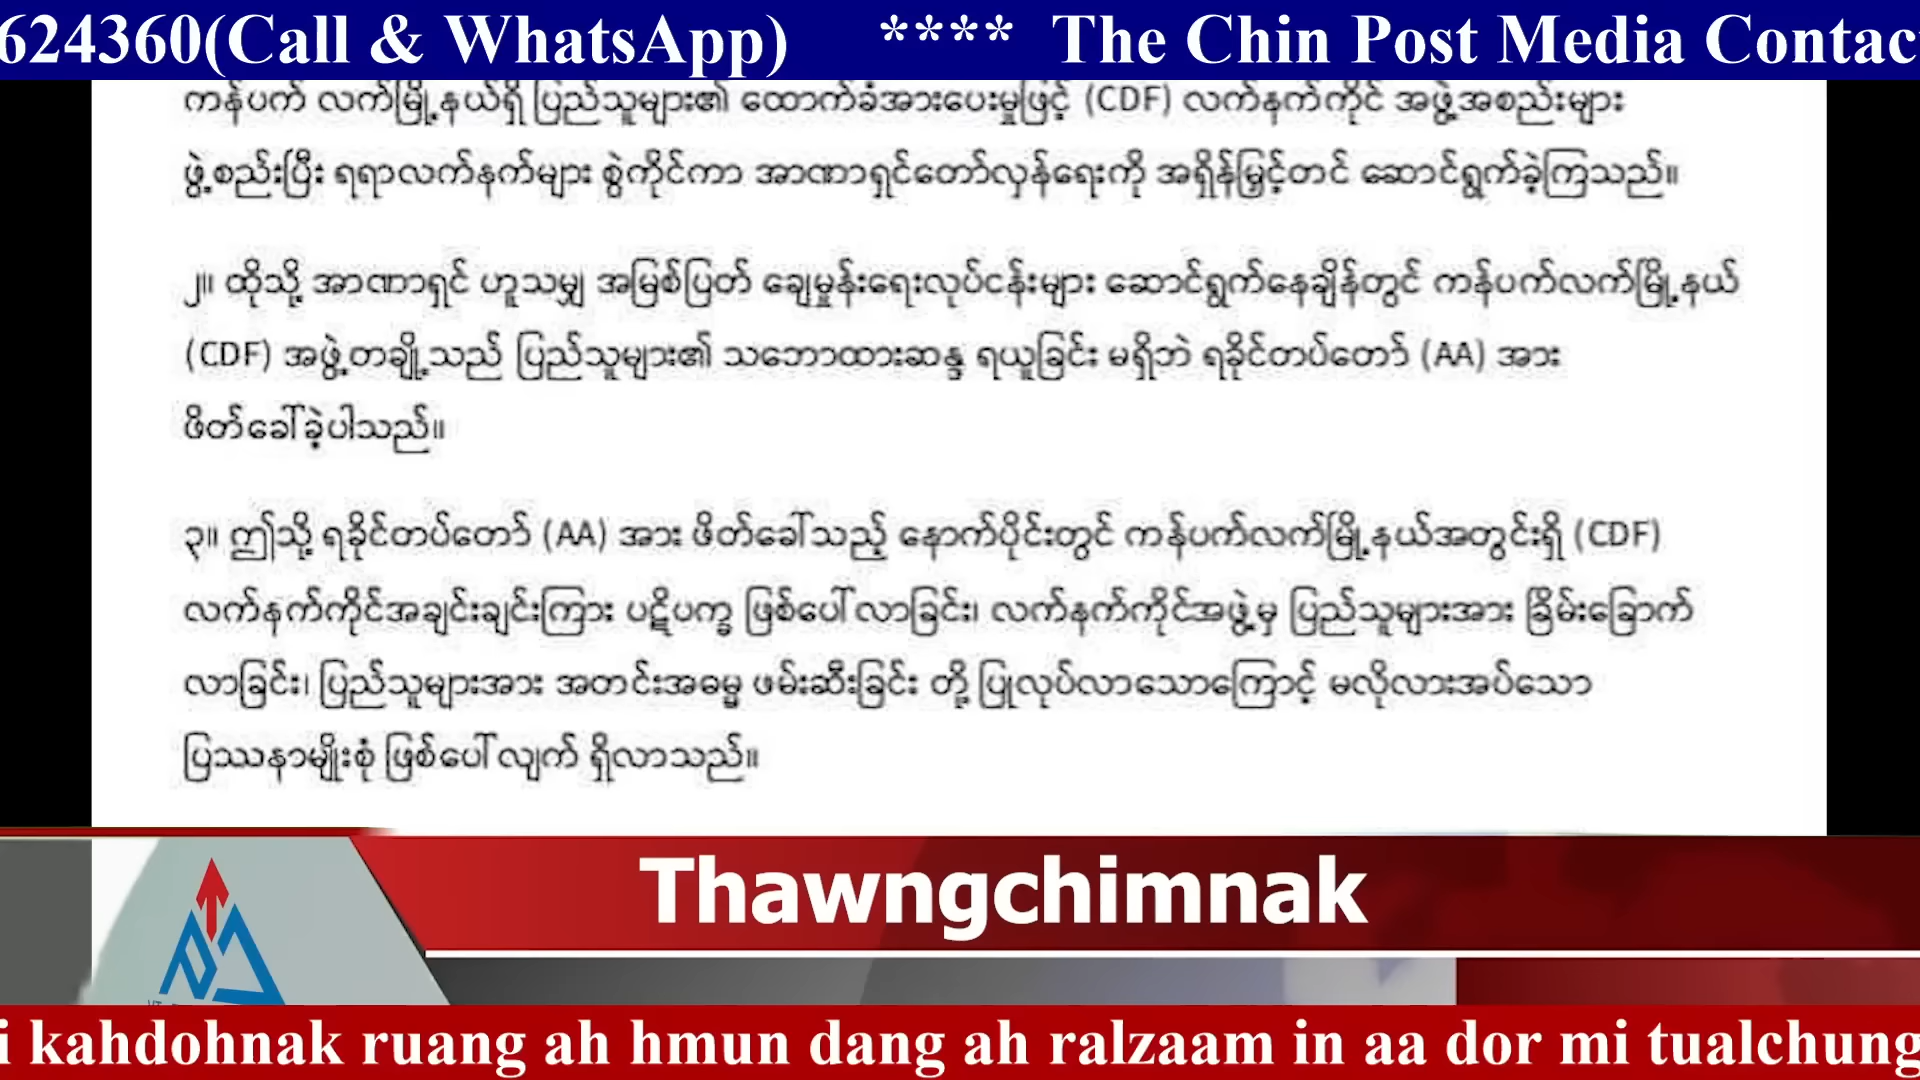 624360(Call & WhatsApp) **** The Chin Post Media Contac
ကန်ပက် လက်မြို့နယ်ရှိ ပြည်သူများ၏ ထောက်ခံအားပေးမှုဖြင့် (CDF) လက်နက်ကိုင် အဖွဲ့အစည်းများ
ဖွဲ့စည်းပြီး ရရာလက်နက်များ စွဲကိုင်ကာ အာဏာရှင်တော်လှန်ရေးကို အရှိန်မြှင့်တင် ဆောင်ရွက်ခဲ့ကြသည်။
၂။ ထိုသို့ အာဏာရှင် ဟူသမျှ အမြစ်ပြတ် ချေမှုန်းရေးလုပ်ငန်းများ ဆောင်ရွက်နေချိန်တွင် ကန်ပက်လက်မြို့နယ်
(CDF) အဖွဲ့တချို့သည် ပြည်သူများ၏ သဘောထားဆန္ဒ ရယူခြင်း မရှိဘဲ ရခိုင်တပ်တော် (AA) အား
ဖိတ်ခေါ်ခဲ့ပါသည်။
၃။ ဤသို့ ရခိုင်တပ်တော် (AA) အား ဖိတ်ခေါ်သည့် နောက်ပိုင်းတွင် ကန်ပက်လက်မြို့နယ်အတွင်းရှိ (CDF)
လက်နက်ကိုင်အချင်းချင်းကြား ပဋိပက္ခ ဖြစ်ပေါ်လာခြင်း၊ လက်နက်ကိုင်အဖွဲ့မှ ပြည်သူများအား ခြိမ်းခြောက်
လာခြင်း၊ ပြည်သူများအား အတင်းအဓမ္မ ဖမ်းဆီးခြင်း တို့ ပြုလုပ်လာသောကြောင့် မလိုလားအပ်သော
ပြဿနာမျိုးစုံ ဖြစ်ပေါ်လျက် ရှိလာသည်။
Thawngchimnak
i kahdohnak ruang ah hmun dang ah ralzaam in aa dor mi tualchung